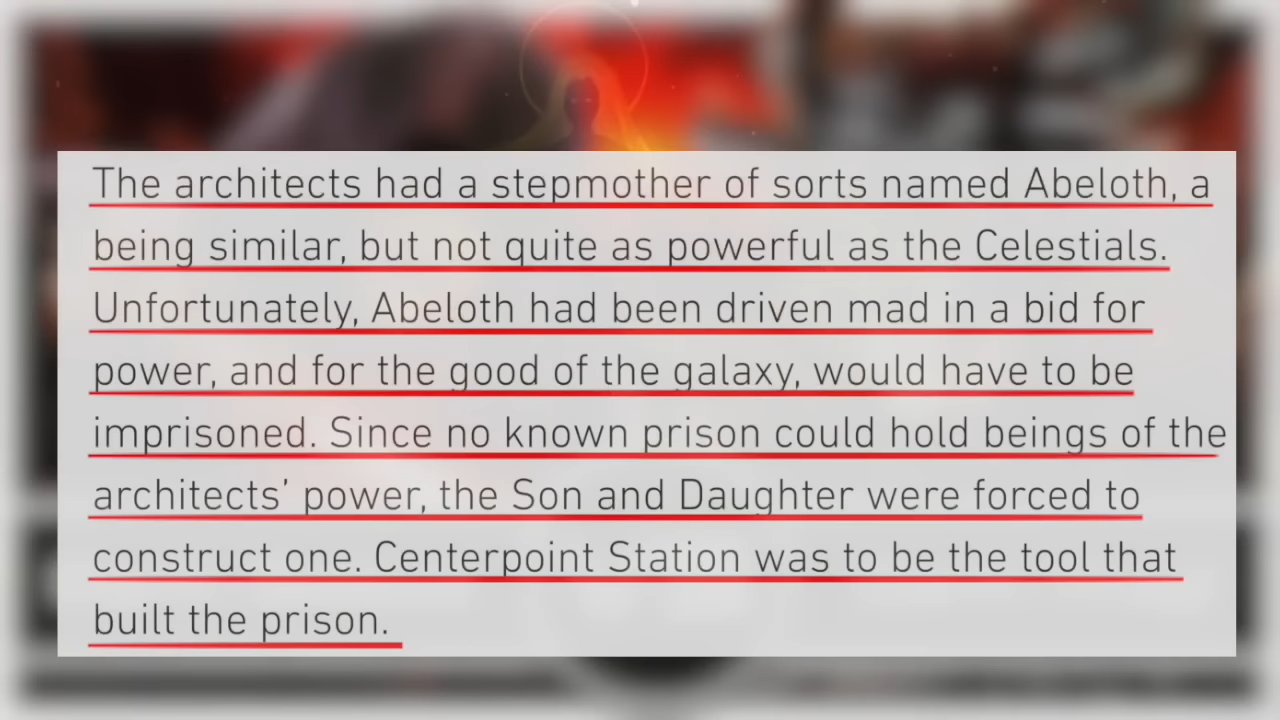 The architects had a stepmother of sorts named Abeloth, a
being similar, but not quite as powerful as the Celestials.
Unfortunately, Abeloth had been driven mad in a bid for
power, and for the good of the galaxy, would have to be
imprisoned. Since no known prison could hold beings of the
architects’ power, the Son and Daughter were forced to
construct one. Centerpoint Station was to be the tool that
built the prison.